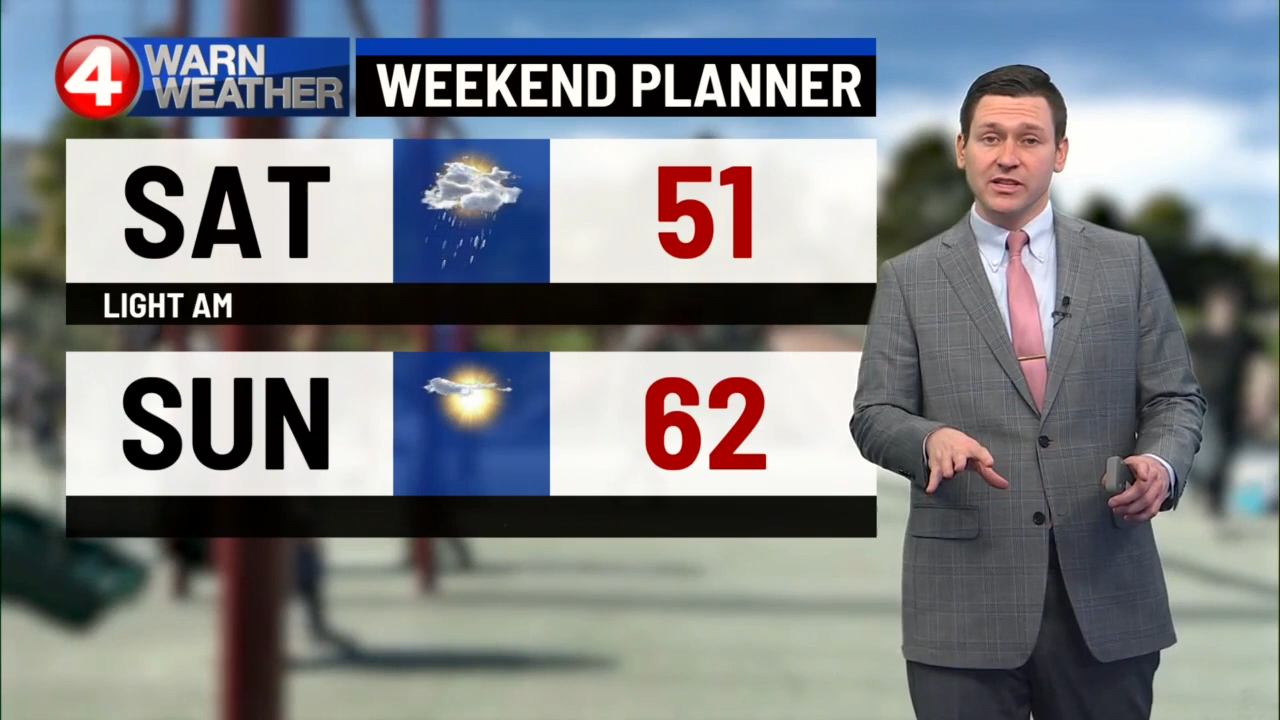 4 WARN
WEATHER
WEEKEND PLANNER
SAT
51
LIGHT AM
SUN
62